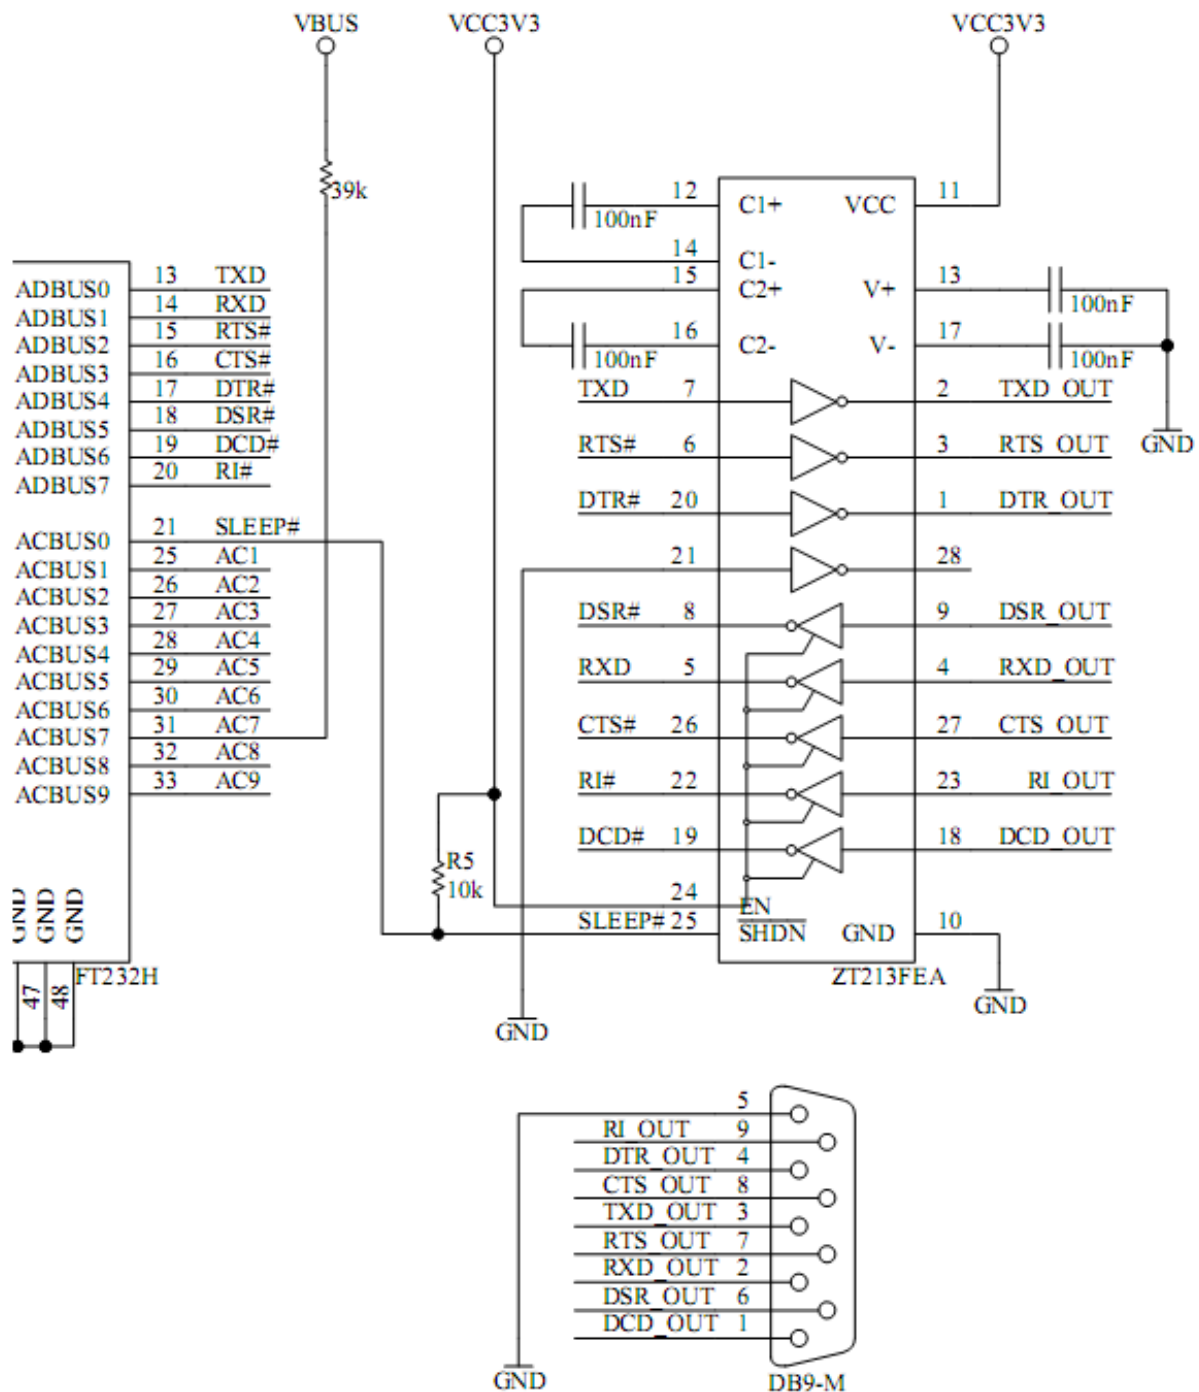 VBUS
VCC3V3
VCC3V3
39k
ADBUS0 13 TXD
ADBUS1 14 RXD
ADBUS2 15 RTS#
ADBUS3 16 CTS#
ADBUS4 17 DTR#
ADBUS5 18 DSR#
ADBUS6 19 DCD#
ADBUS7 20 RI#
ACBUS0 21 SLEEP#
ACBUS1 25 AC1
ACBUS2 26 AC2
ACBUS3 27 AC3
ACBUS4 28 AC4
ACBUS5 29 AC5
ACBUS6 30 AC6
ACBUS7 31 AC7
ACBUS8 32 AC8
ACBUS9 33 AC9
GND
GND
GND
47
48
FT232H
R5
10k
100nF
12 C1+ VCC 11
14 C1-
15 C2+ V+ 13
100nF
16 C2- V- 17
100nF
100nF
GND
TXD 7 2 TXD_OUT
RTS# 6 3 RTS_OUT
DTR# 20 1 DTR_OUT
21 28
DSR# 8 9 DSR_OUT
RXD 5 4 RXD_OUT
CTS# 26 27 CTS_OUT
RI# 22 23 RI_OUT
DCD# 19 18 DCD_OUT
24 EN
SLEEP# 25 SHDN GND 10
ZT213FEA
GND
GND
5
RI_OUT 9
DTR_OUT 4
CTS_OUT 8
TXD_OUT 3
RTS_OUT 7
RXD_OUT 2
DSR_OUT 6
DCD_OUT 1
GND
DB9-M